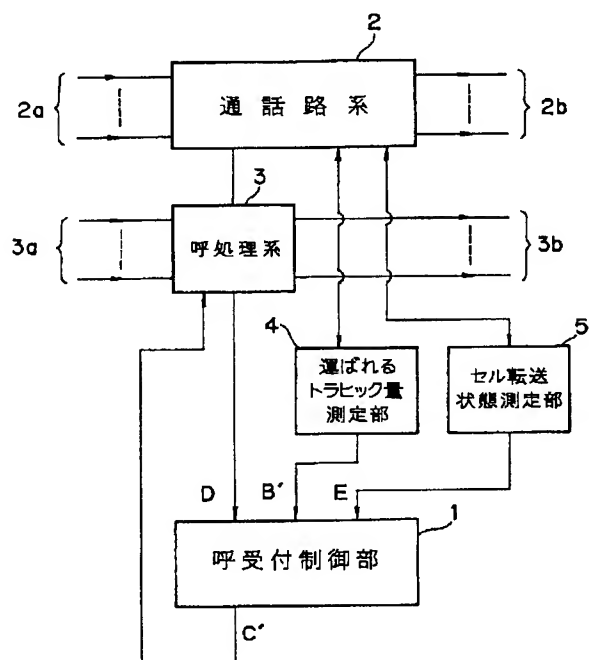 2
2a
通話路系
2b
3
3a
呼処理系
3b
4
運ばれる
トラヒック量
測定部
5
セル転送
状態測定部
D
B'
E
1
呼受付制御部
C'